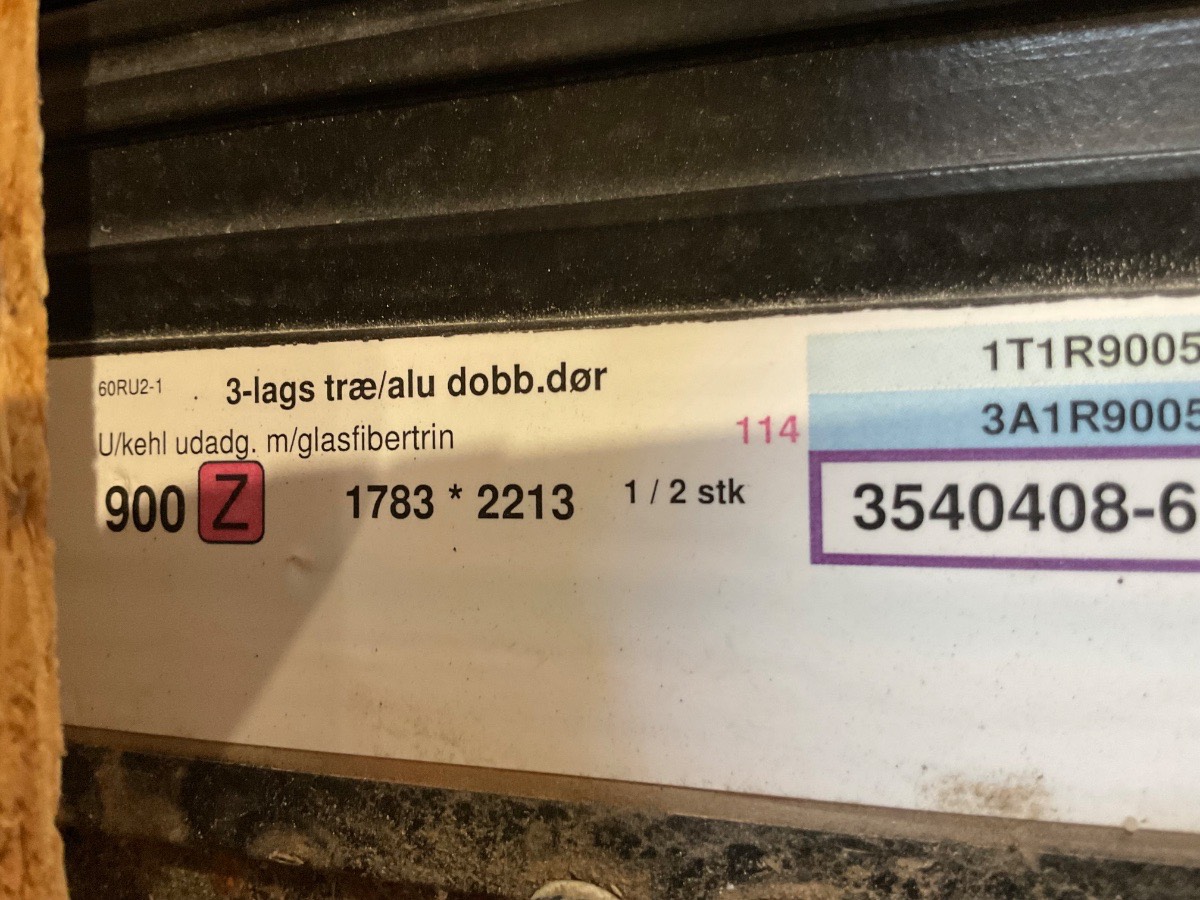 60RU2-1 . 3-lags træ/alu dobb.dør
U/kehl udadg. m/glasfibertrin
900 Z 1783 * 2213 1 / 2 stk
114
1T1R9005
3A1R9005
3540408-6